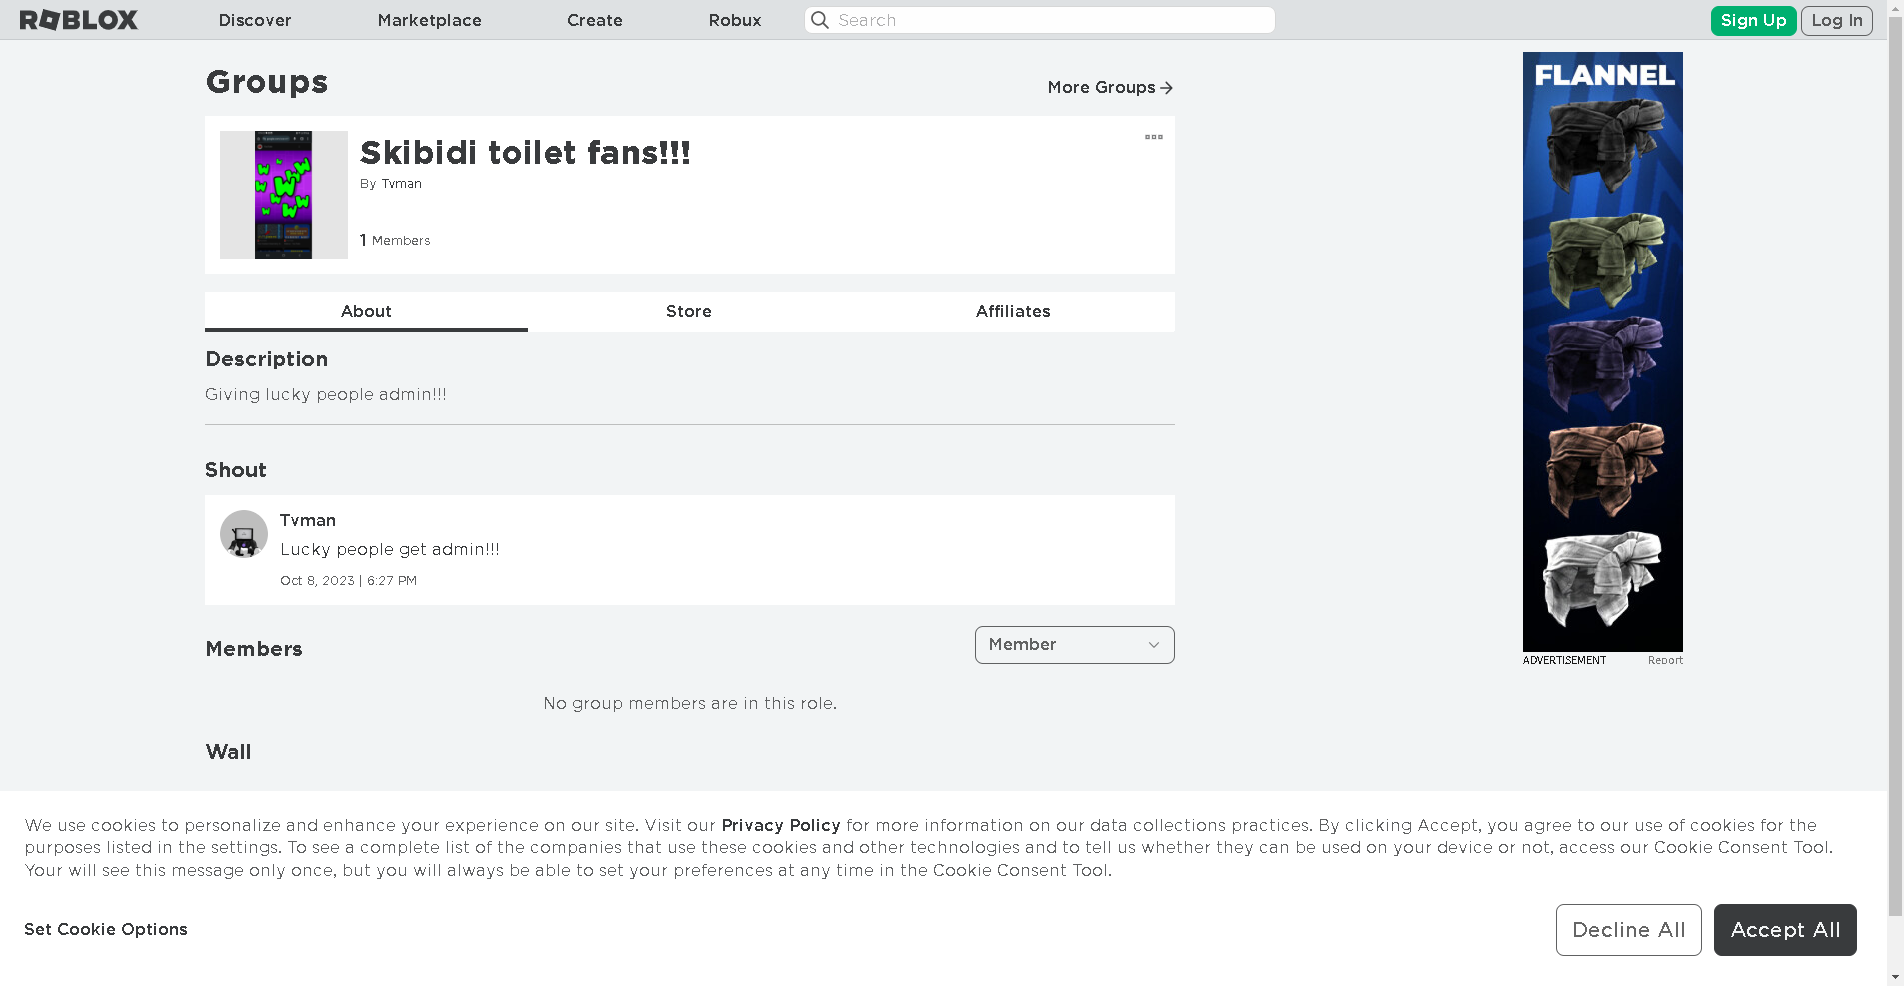 ROBLOX
Discover
Marketplace
Create
Robux
Search
Sign Up
Log In
Groups
More Groups
Skibidi toilet fans!!!
By Tvman
1 Members
About
Store
Affiliates
Description
Giving lucky people admin!!!
Shout
Tvman
Lucky people get admin!!!
Oct 8, 2023 | 6:27 PM
Members
Member
No group members are in this role.
Wall
FLANNEL
ADVERTISEMENT
Report
We use cookies to personalize and enhance your experience on our site. Visit our Privacy Policy for more information on our data collections practices. By clicking Accept, you agree to our use of cookies for the
purposes listed in the settings. To see a complete list of the companies that use these cookies and other technologies and to tell us whether they can be used on your device or not, access our Cookie Consent Tool.
Your will see this message only once, but you will always be able to set your preferences at any time in the Cookie Consent Tool.
Set Cookie Options
Decline All
Accept All